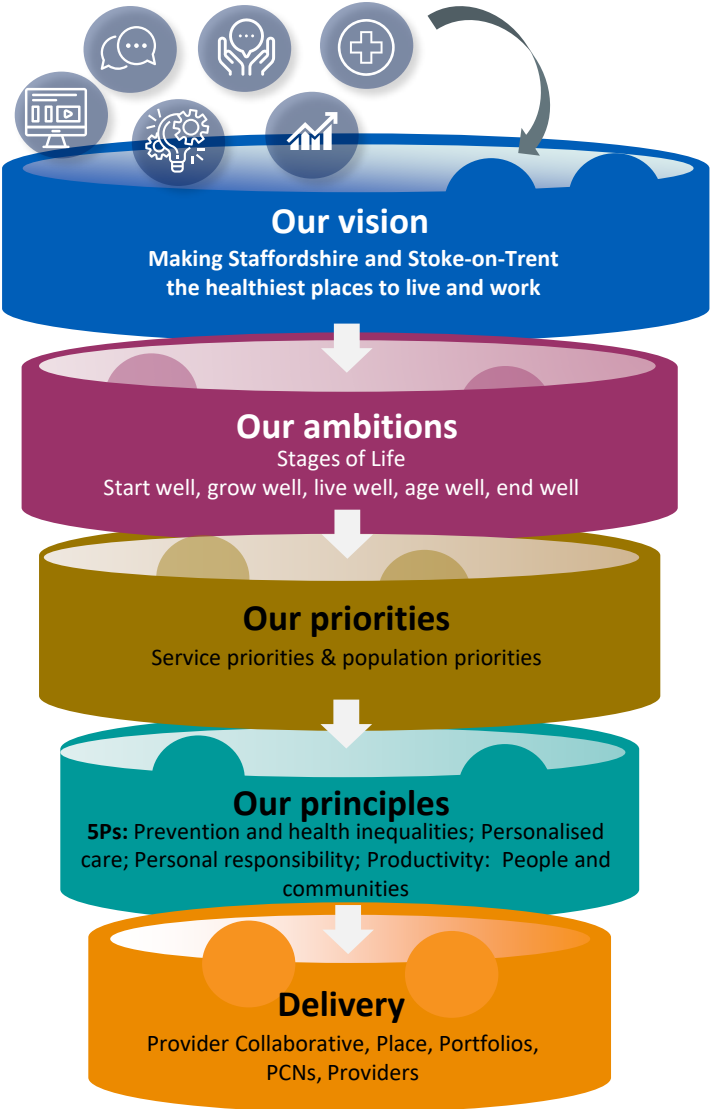 Our vision
Making Staffordshire and Stoke-on-Trent
the healthiest places to live and work
Our ambitions
Stages of Life
Start well, grow well, live well, age well, end well
Our priorities
Service priorities & population priorities
Our principles
5Ps: Prevention and health inequalities; Personalised
care; Personal responsibility; Productivity: People and
communities
Delivery
Provider Collaborative, Place, Portfolios,
PCNs, Providers